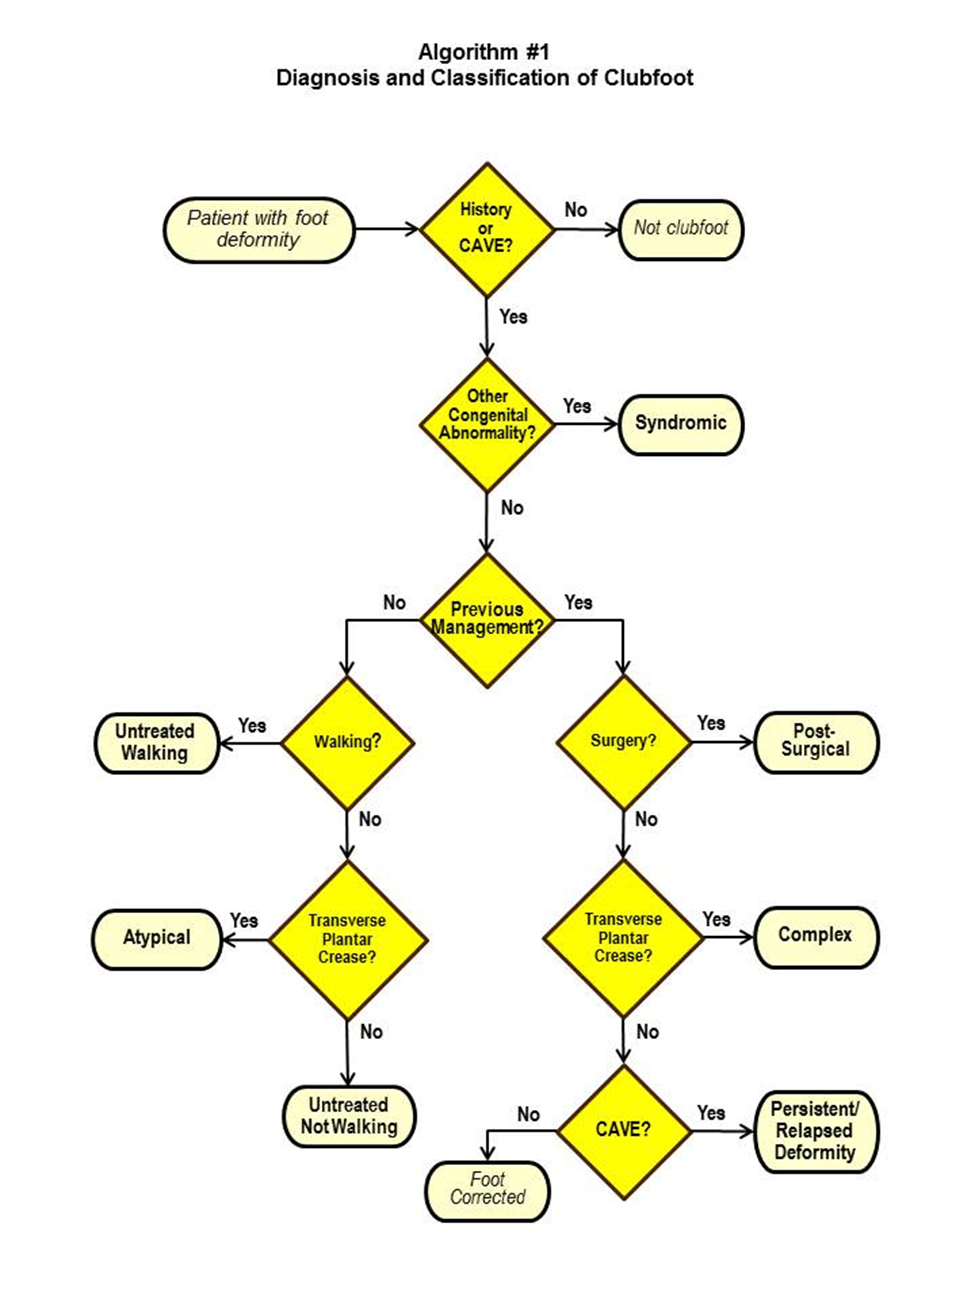 Algorithm #1
Diagnosis and Classification of Clubfoot
Patient with foot
deformity
History
or
CAVE?
No
Not clubfoot
Yes
Other
Congenital
Abnormality?
Yes
Syndromic
No
Previous
Management?
No
Yes
Walking?
Yes
Untreated
Walking
Surgery?
Yes
Post-
Surgical
No
No
Transverse
Plantar
Crease?
Yes
Atypical
Transverse
Plantar
Crease?
Yes
Complex
No
No
Untreated
Not Walking
CAVE?
No
Foot
Corrected
Yes
Persistent/
Relapsed
Deformity